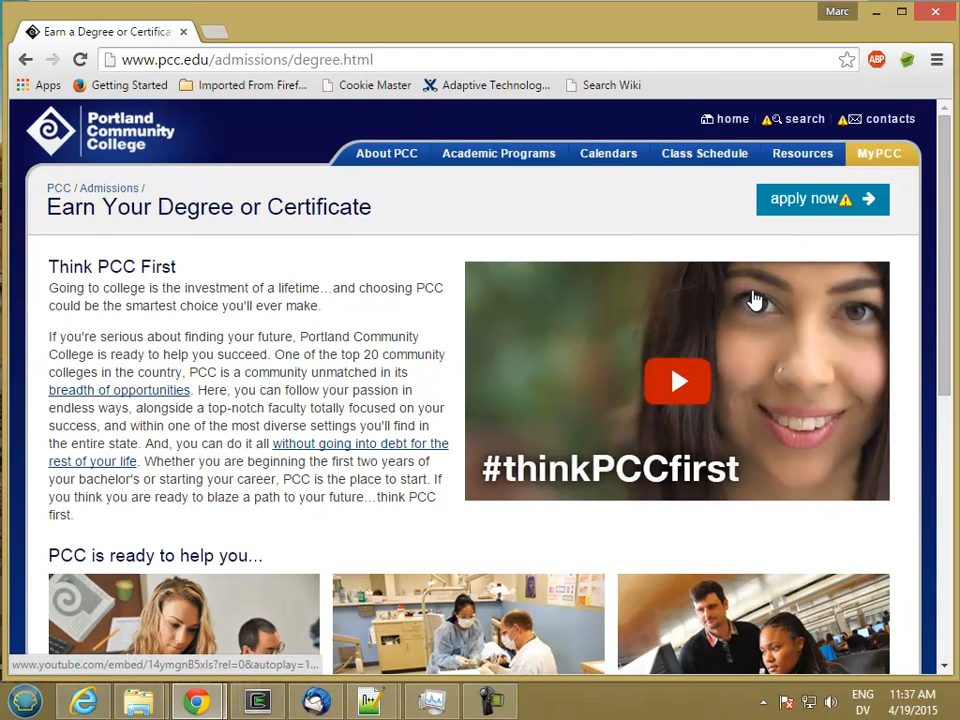 Marc
Earn a Degree or Certifica
www.pcc.edu/admissions/degree.html
ABP
Apps Getting Started Imported From Firef... Cookie Master Adaptive Technolog... Search Wiki
Portland
Community
College
home search contacts
About PCC Academic Programs Calendars Class Schedule Resources MyPCC
PCC / Admissions /
Earn Your Degree or Certificate
apply now
Think PCC First
Going to college is the investment of a lifetime…and choosing PCC
could be the smartest choice you'll ever make.
If you're serious about finding your future, Portland Community
College is ready to help you succeed. One of the top 20 community
colleges in the country, PCC is a community unmatched in its
breadth of opportunities. Here, you can follow your passion in
endless ways, alongside a top-notch faculty totally focused on your
success, and within one of the most diverse settings you'll find in
the entire state. And, you can do it all without going into debt for the
rest of your life. Whether you are beginning the first two years of
your bachelor's or starting your career, PCC is the place to start. If
you think you are ready to blaze a path to your future…think PCC
first.
#thinkPCCfirst
PCC is ready to help you...
www.youtube.com/embed/14ymgnB5xls?rel=0&autoplay=1...
ENG
DV
11:37 AM
4/19/2015